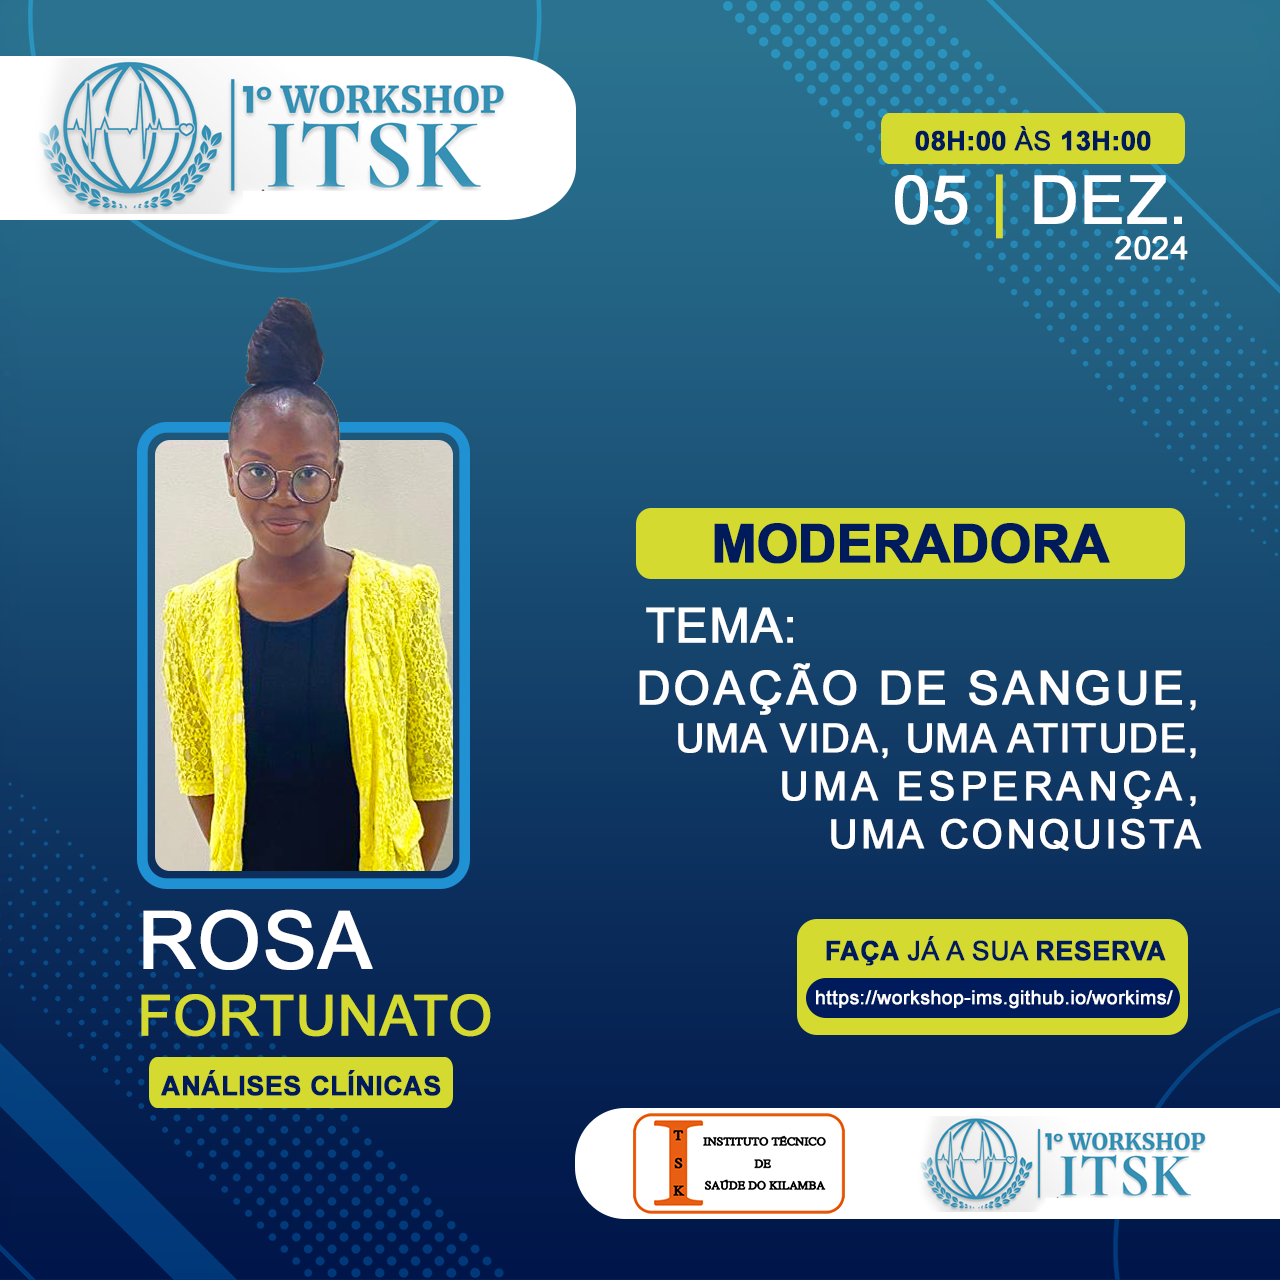 1º WORKSHOP
ITSK
08H:00 ÀS 13H:00
05 | DEZ.
2024
MODERADORA
TEMA:
DOAÇÃO DE SANGUE,
UMA VIDA, UMA ATITUDE,
UMA ESPERANÇA,
UMA CONQUISTA
ROSA
FORTUNATO
ANÁLISES CLÍNICAS
FAÇA JÁ A SUA RESERVA
https://workshop-ims.github.io/workims/
ITSK
INSTITUTO TÉCNICO
DE
SAÚDE DO KILAMBA
1º WORKSHOP
ITSK